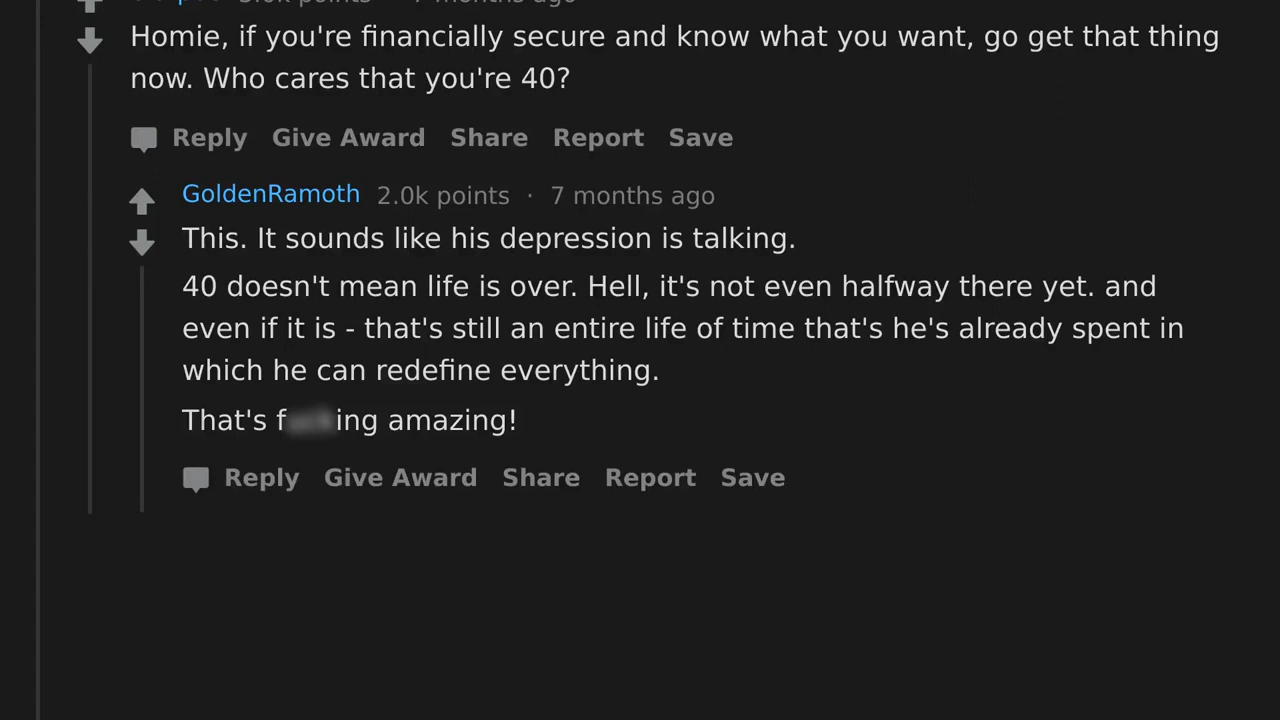 Homie, if you're financially secure and know what you want, go get that thing
now. Who cares that you're 40?
Reply Give Award Share Report Save
GoldenRamoth 2.0k points · 7 months ago
This. It sounds like his depression is talking.
40 doesn't mean life is over. Hell, it's not even halfway there yet. and
even if it is - that's still an entire life of time that's he's already spent in
which he can redefine everything.
That's f ing amazing!
Reply Give Award Share Report Save